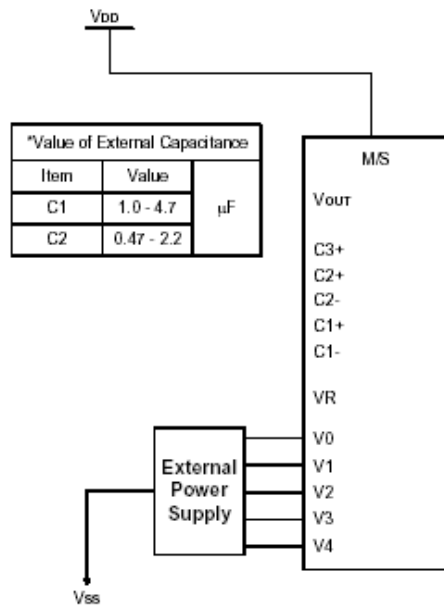 VDD
*Value of External Capacitance
Item Value
C1 1.0 - 4.7 µF
C2 0.47 - 2.2
M/S
VOUT
C3+
C2+
C2-
C1+
C1-
VR
V0
V1
V2
V3
V4
External
Power
Supply
Vss